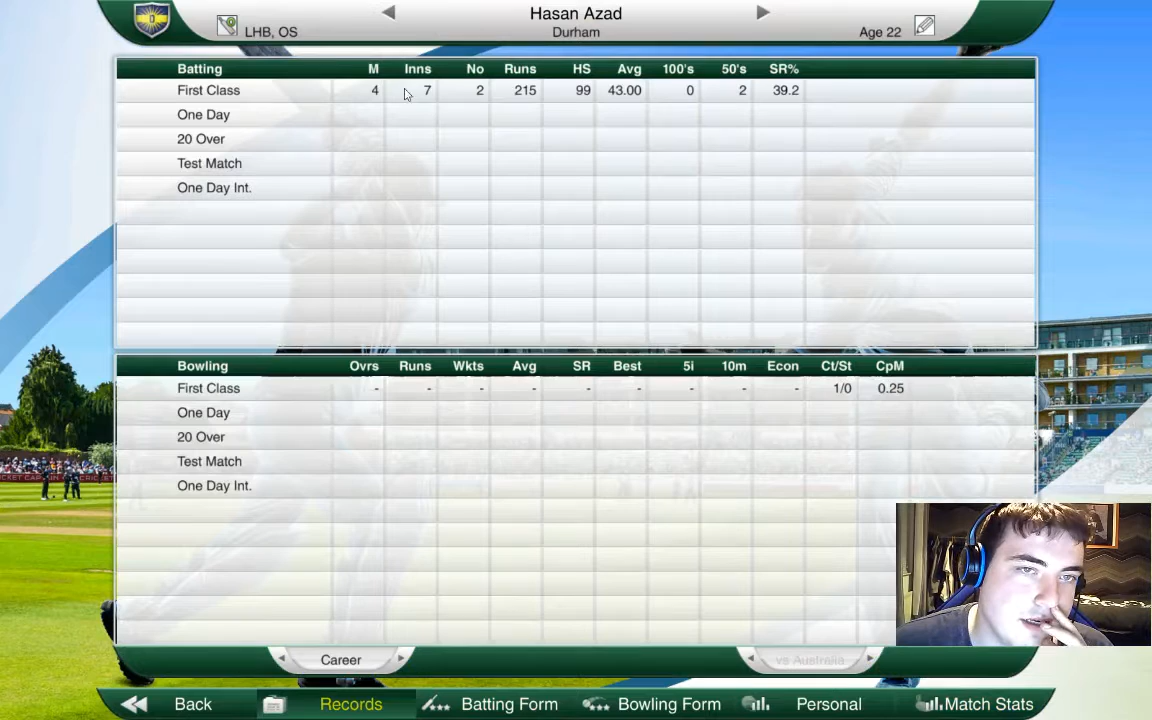 Hasan Azad
LHB, OS
Durham
Age 22
Batting M Inns No Runs HS Avg 100's 50's SR%
First Class 4 7 2 215 99 43.00 0 2 39.2
One Day
20 Over
Test Match
One Day Int.
Bowling Ovrs Runs Wkts Avg SR Best 5i 10m Econ Ct/St CpM
First Class - - - - - - - - - 1/0 0.25
One Day
20 Over
Test Match
One Day Int.
Career
vs Australia
Back Records Batting Form Bowling Form Personal Match Stats